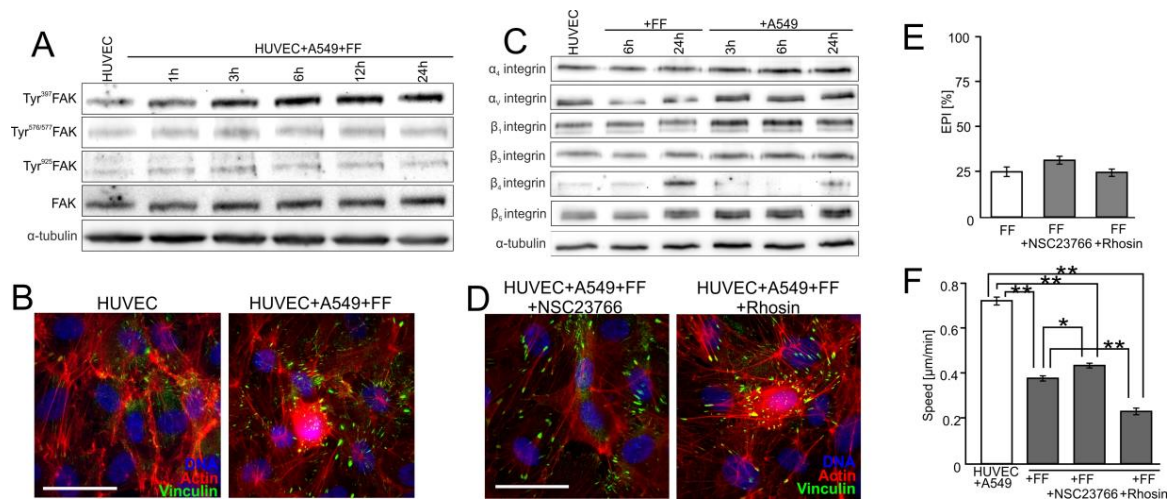 A
HUVEC
HUVEC+A549+FF
1h 3h 6h 12h 24h
Tyr³⁹⁷FAK
Tyr⁵⁷⁶/⁵⁷⁷FAK
Tyr⁹²⁵FAK
FAK
α-tubulin
B
HUVEC
HUVEC+A549+FF
DNA
Actin
Vinculin
C
HUVEC
+FF
+A549
6h 24h 3h 6h 24h
α₄ integrin
αᵥ integrin
β₁ integrin
β₃ integrin
β₄ integrin
β₅ integrin
α-tubulin
D
HUVEC+A549+FF
+NSC23766
HUVEC+A549+FF
+Rhosin
DNA
Actin
Vinculin
E
EPI [%]
100
75
50
25
0
FF
FF
+NSC23766
FF
+Rhosin
F
Speed [µm/min]
0.8
0.6
0.4
0.2
0
**
**
**
*
**
HUVEC
+A549
+FF
+FF
+NSC23766
+FF
+Rhosin